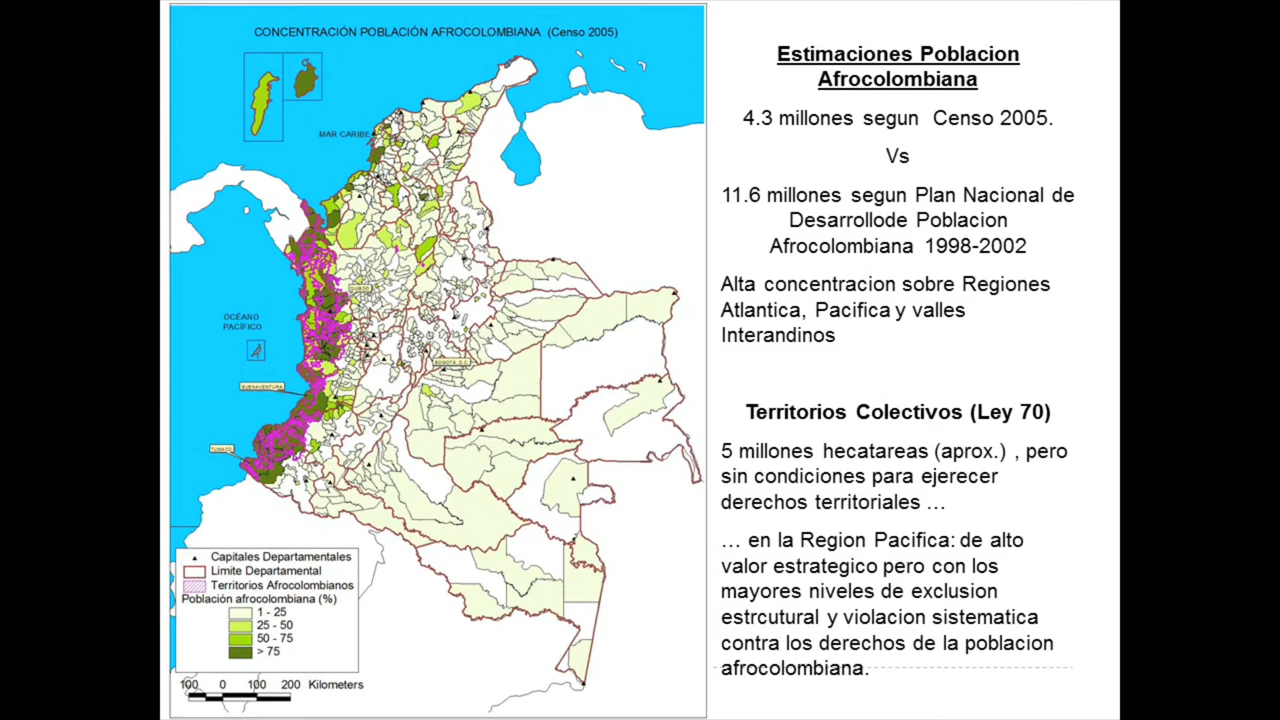 CONCENTRACIÓN POBLACIÓN AFROCOLOMBIANA (Censo 2005)
MAR CARIBE
QUIBDÓ
OCÉANO
PACÍFICO
BOGOTÁ, D.C.
BUENAVENTURA
TUMACO
Capitales Departamentales
Limite Departamental
Territorios Afrocolombianos
Población afrocolombiana (%)
1 - 25
25 - 50
50 - 75
> 75
100 0 100 200 Kilometers
Estimaciones Poblacion
Afrocolombiana
4.3 millones segun Censo 2005.
Vs
11.6 millones segun Plan Nacional de
Desarrollode Poblacion
Afrocolombiana 1998-2002
Alta concentracion sobre Regiones
Atlantica, Pacifica y valles
Interandinos
Territorios Colectivos (Ley 70)
5 millones hecatareas (aprox.) , pero
sin condiciones para ejerecer
derechos territoriales …
… en la Region Pacifica: de alto
valor estrategico pero con los
mayores niveles de exclusion
estrcutural y violacion sistematica
contra los derechos de la poblacion
afrocolombiana.